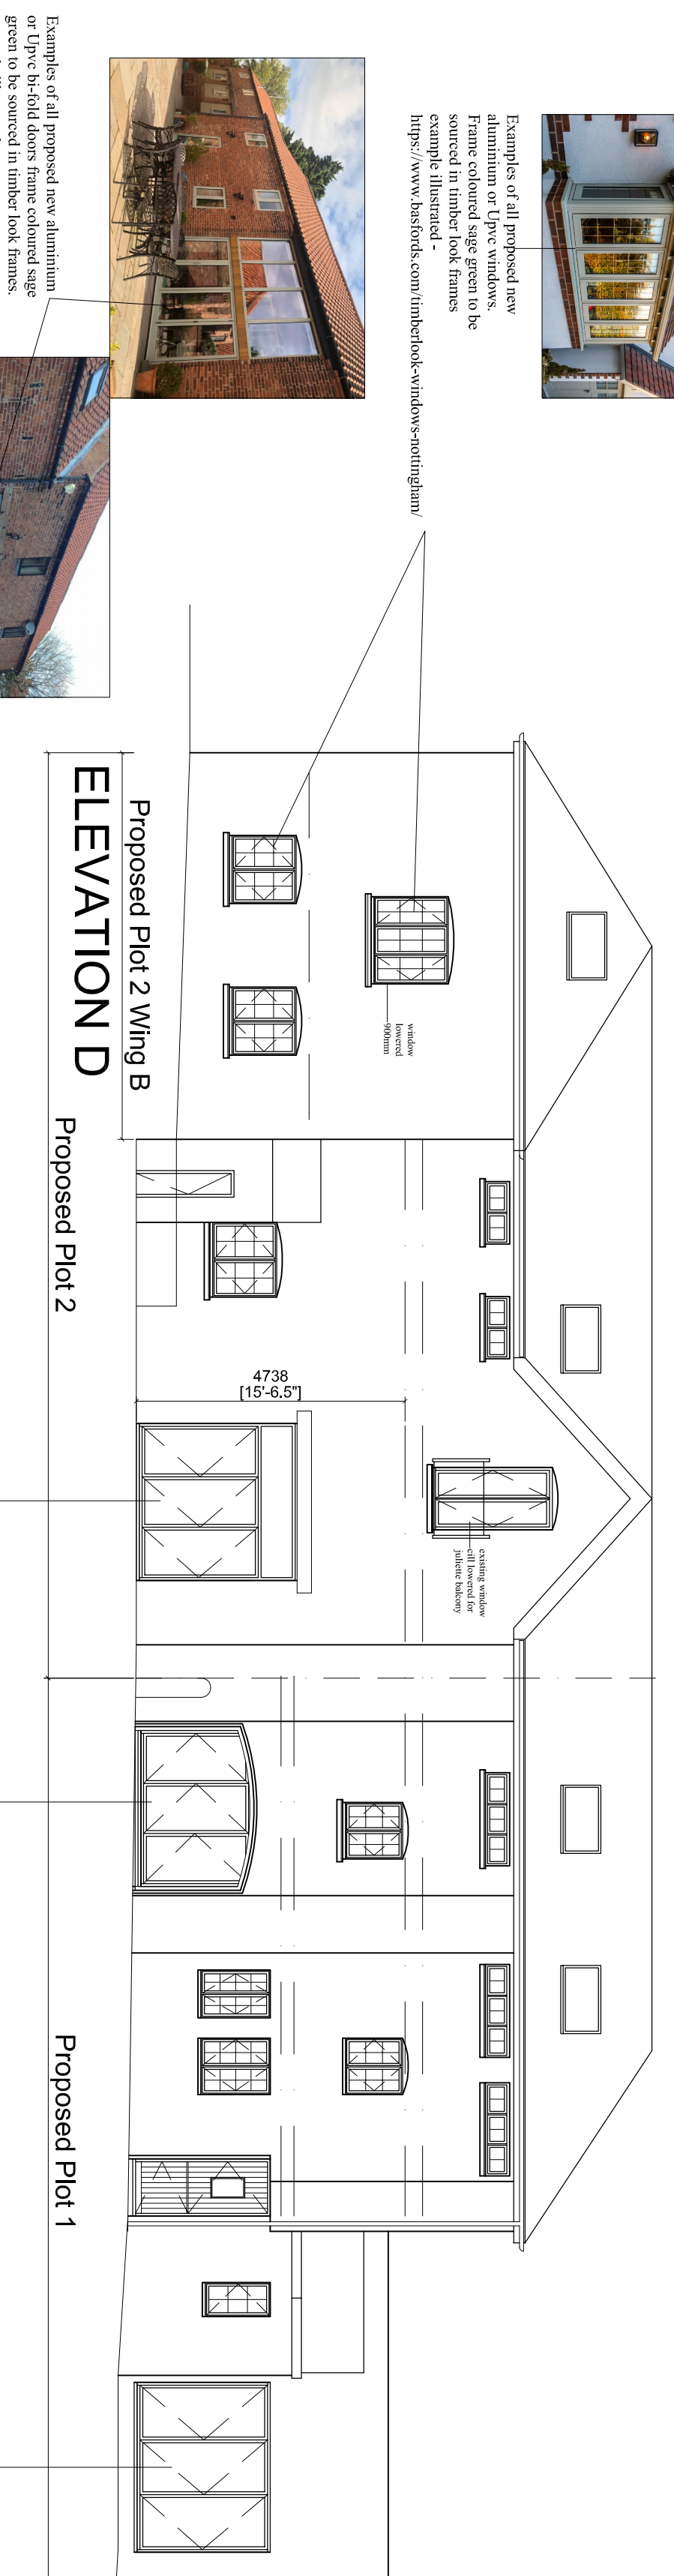 Examples of all proposed new
aluminium or Upvc windows.
Frame coloured sage green to be
sourced in timber look frames
example illustrated -
https://www.basfords.com/timberlook-windows-nottingham/
Examples of all proposed new aluminium
or Upvc bi-fold doors frame coloured sage
green to be sourced in timber look frames.
window
lowered
900mm
existing window
cill lowered for
juliette balcony
4738
[15'-6.5"]
Proposed Plot 2 Wing B
ELEVATION D
Proposed Plot 2
Proposed Plot 1